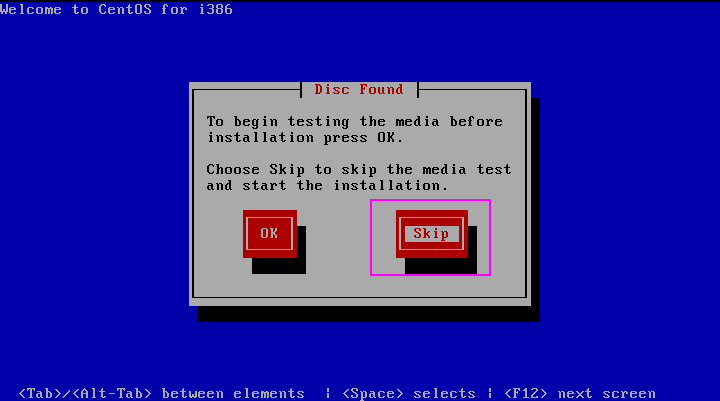 Welcome to CentOS for i386
Disc Found
To begin testing the media before
installation press OK.
Choose Skip to skip the media test
and start the installation.
OK Skip
<Tab>/<Alt-Tab> between elements | <Space> selects | <F12> next screen